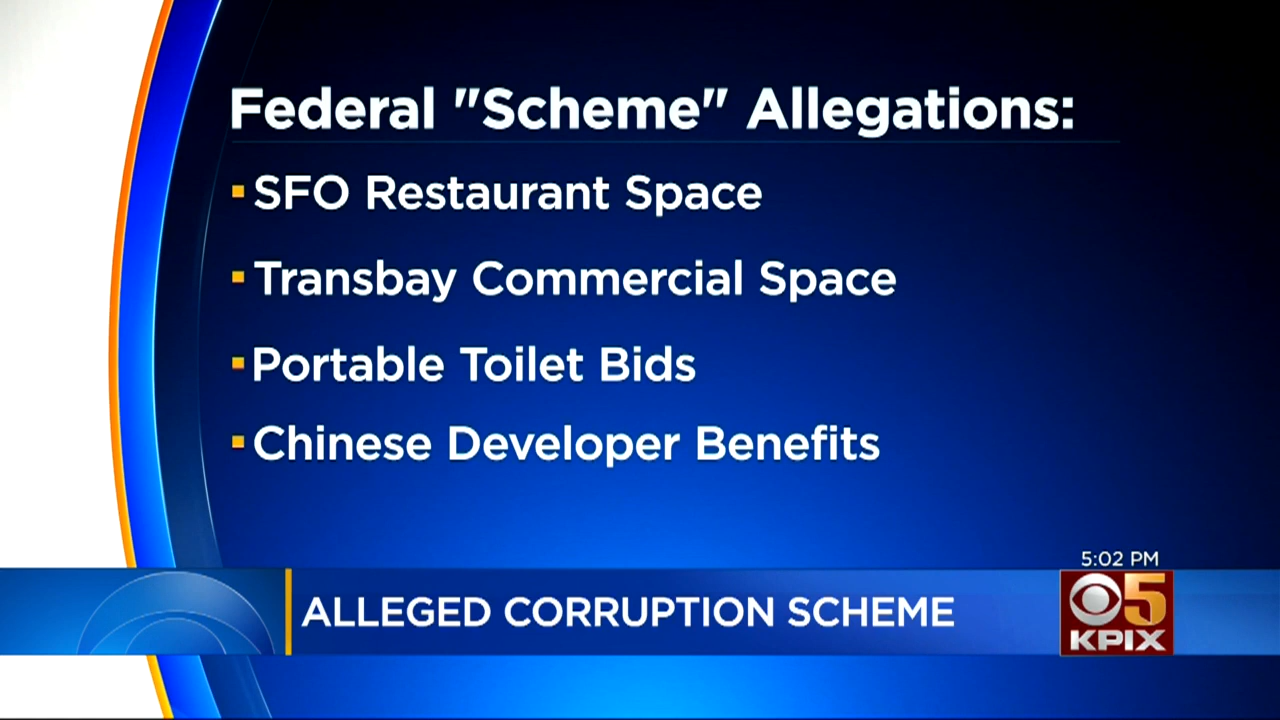 Federal "Scheme" Allegations:
▪ SFO Restaurant Space
▪ Transbay Commercial Space
▪ Portable Toilet Bids
▪ Chinese Developer Benefits
5:02 PM
ALLEGED CORRUPTION SCHEME
5
KPIX